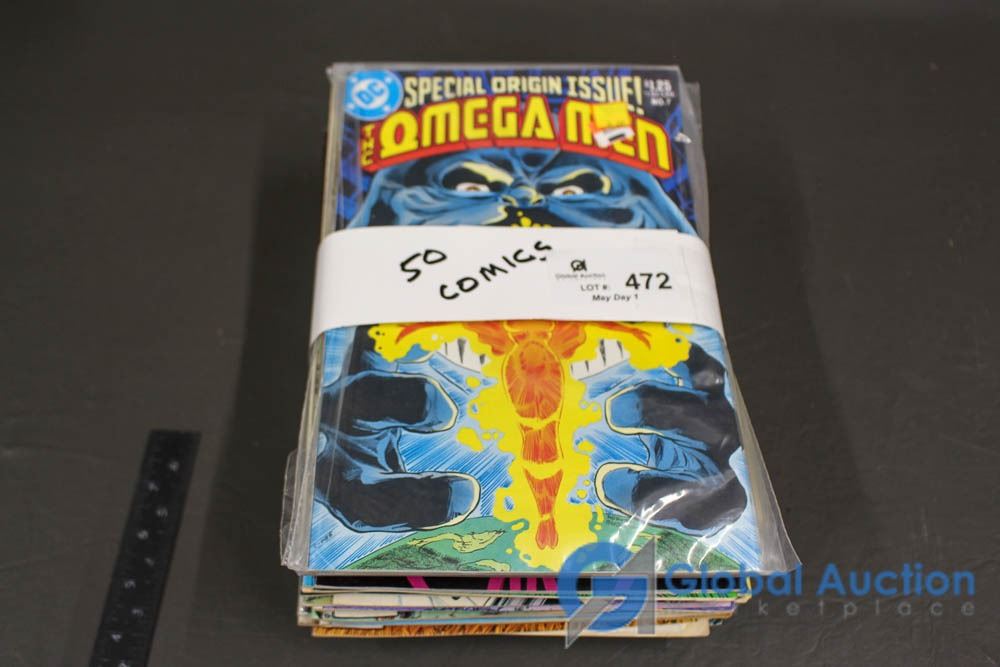 DC
SPECIAL ORIGIN ISSUE!
$1.25
NO. 7
THE OMEGA MEN
50
COMICS
Global Auction
LOT #: 472
May Day 1
Global Auction
Marketplace